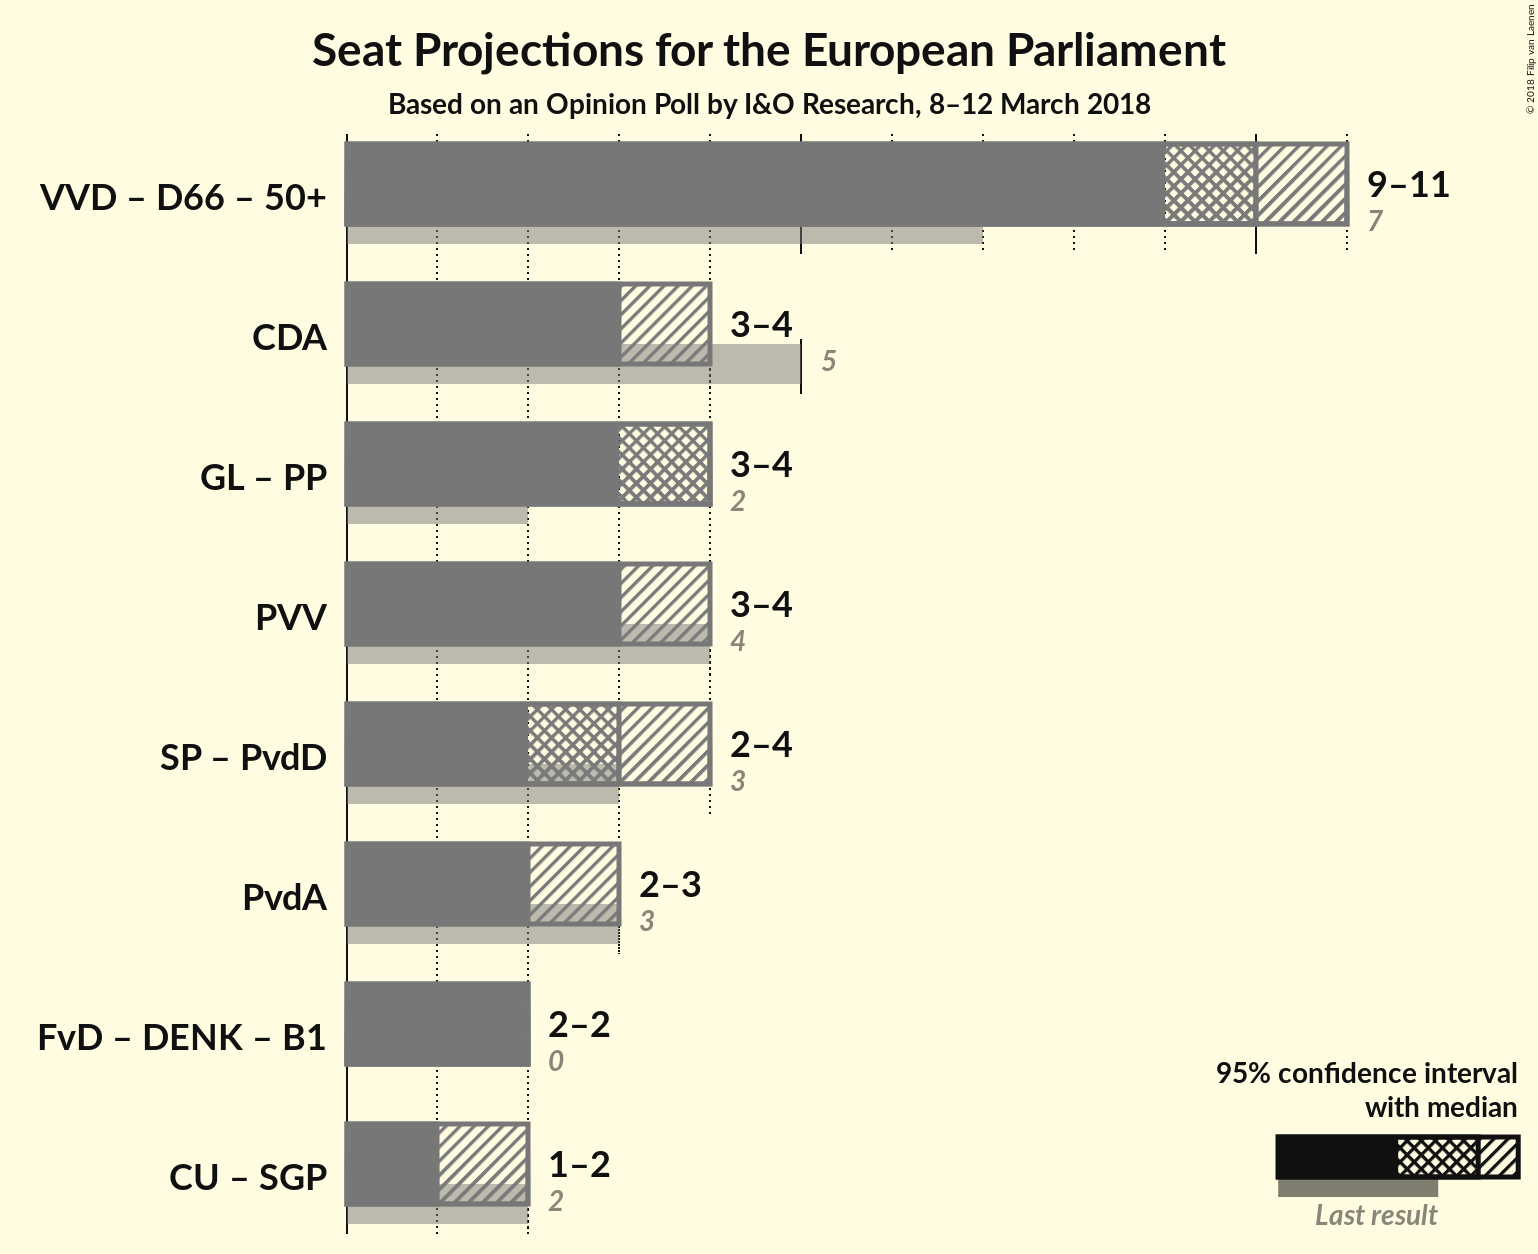 Seat Projections for the European Parliament
Based on an Opinion Poll by I&O Research, 8–12 March 2018
© 2018 Filip van Laenen
VVD – D66 – 50+
9–11
7
CDA
3–4
5
GL – PP
3–4
2
PVV
3–4
4
SP – PvdD
2–4
3
PvdA
2–3
3
FvD – DENK – B1
2–2
0
CU – SGP
1–2
2
95% confidence interval
with median
Last result